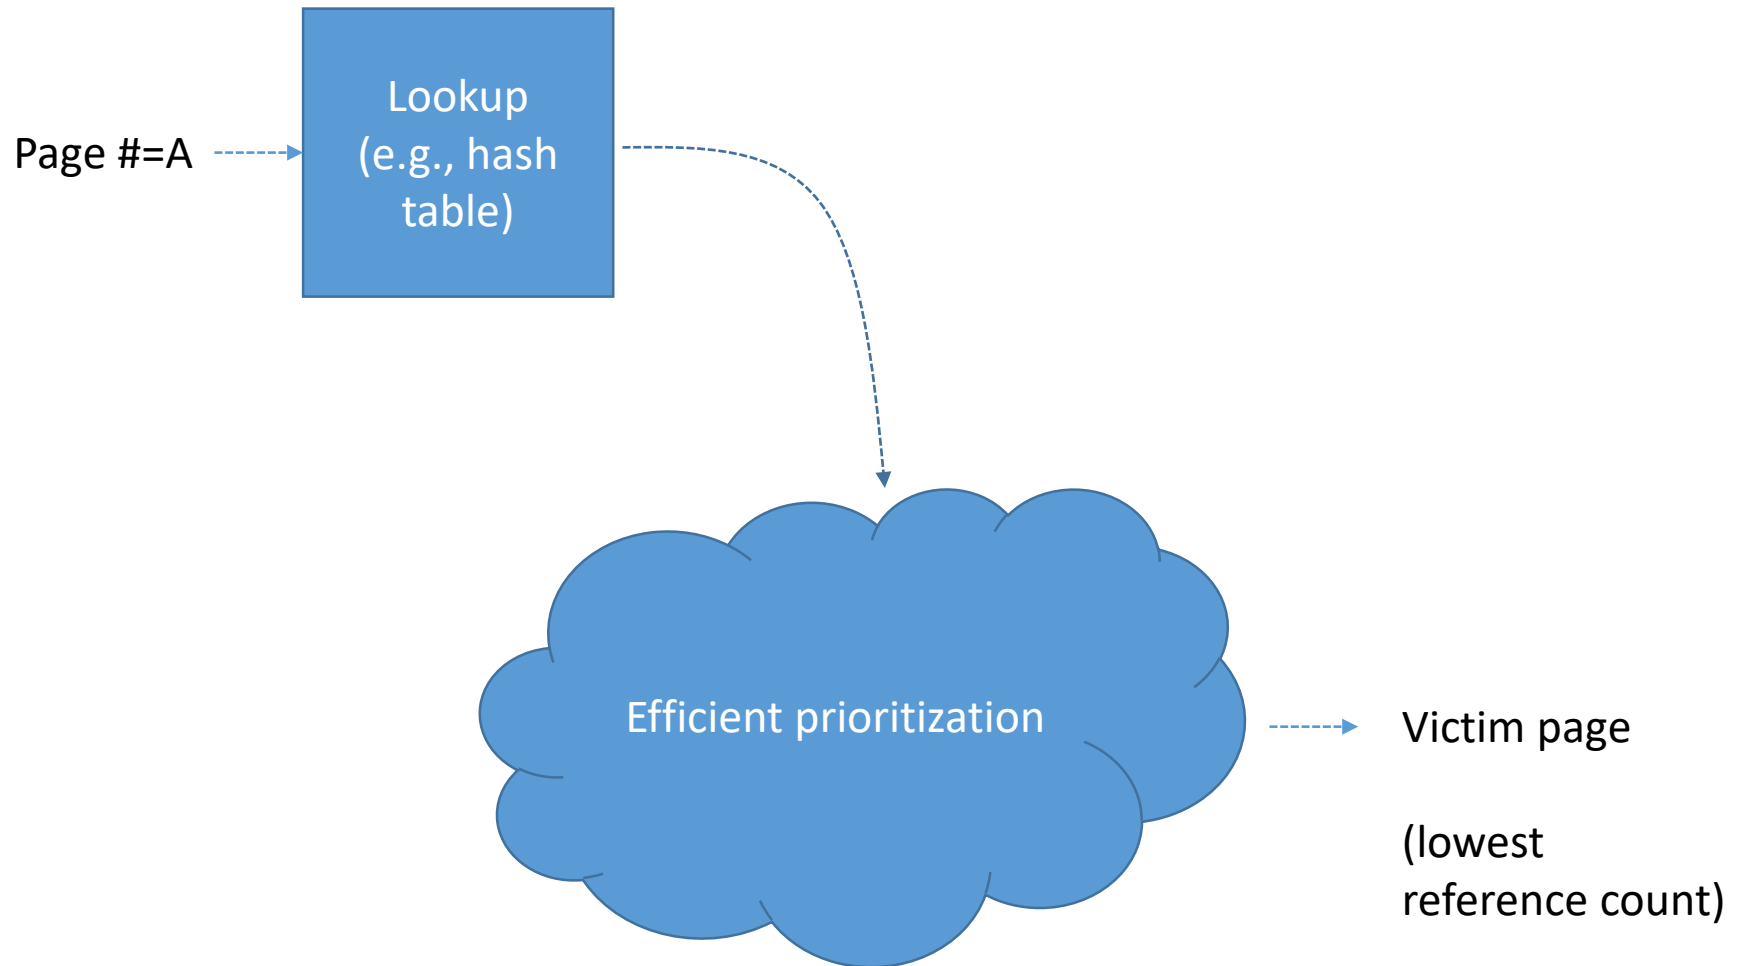 Page #=A
Lookup
(e.g., hash
table)
Efficient prioritization
Victim page
(lowest
reference count)